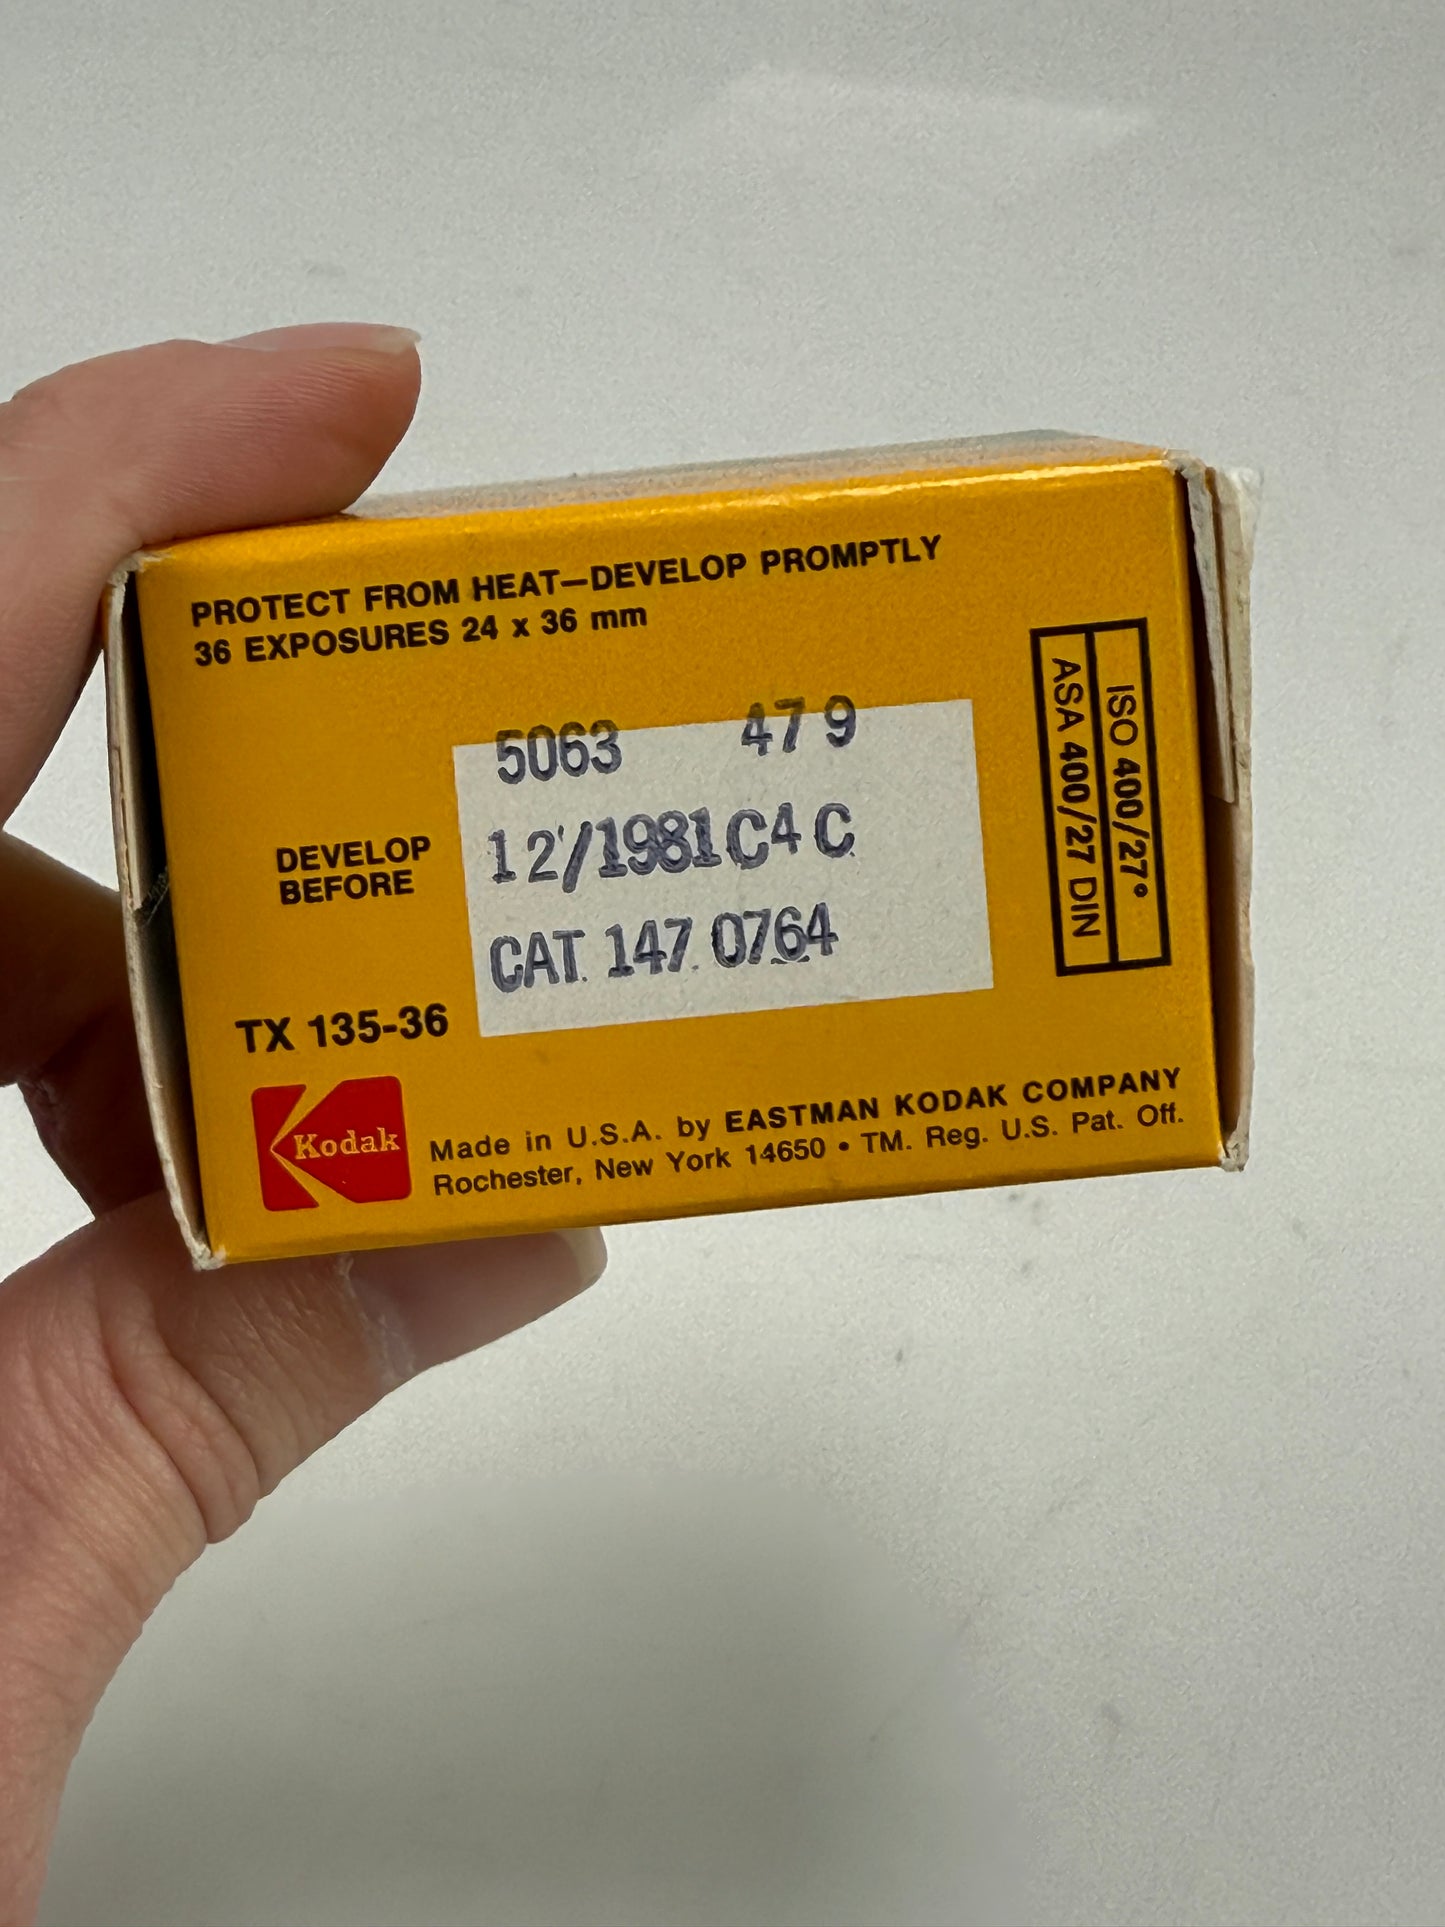 PROTECT FROM HEAT—DEVELOP PROMPTLY
36 EXPOSURES 24 x 36 mm
5063 47 9
DEVELOP
BEFORE
12/1981C4C
CAT. 147 0764
ISO 400/27°
ASA 400/27 DIN
TX 135-36
Kodak
Made in U.S.A. by EASTMAN KODAK COMPANY
Rochester, New York 14650 • TM. Reg. U.S. Pat. Off.